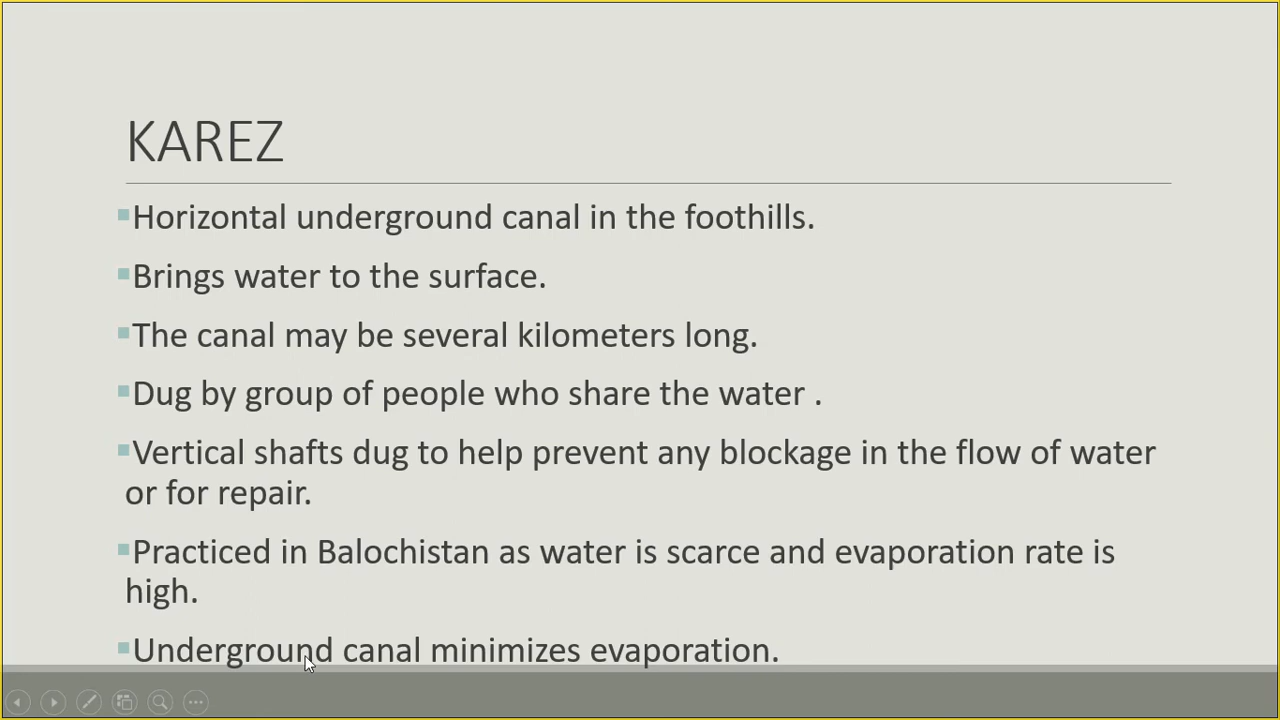 KAREZ
▪Horizontal underground canal in the foothills.
▪Brings water to the surface.
▪The canal may be several kilometers long.
▪Dug by group of people who share the water .
▪Vertical shafts dug to help prevent any blockage in the flow of water
or for repair.
▪Practiced in Balochistan as water is scarce and evaporation rate is
high.
▪Underground canal minimizes evaporation.